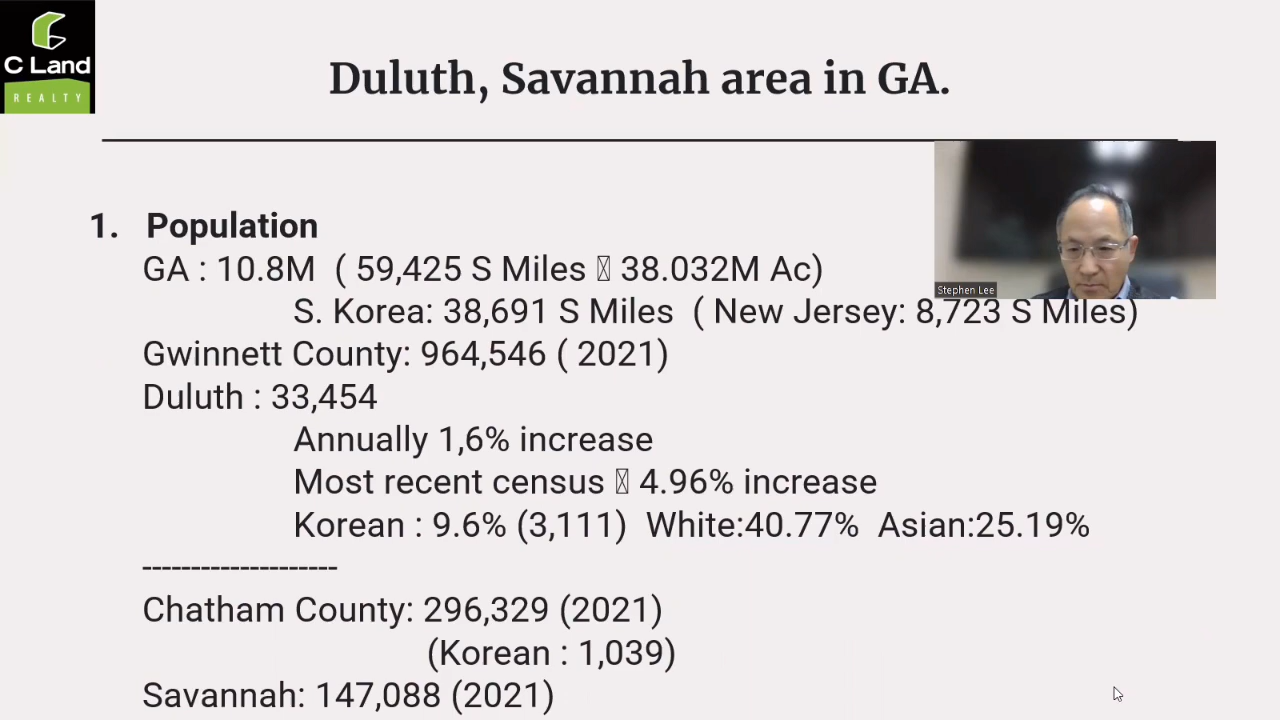 C Land
REALTY
Duluth, Savannah area in GA.
Stephen Lee
1. Population
GA : 10.8M ( 59,425 S Miles 38.032M Ac)
S. Korea: 38,691 S Miles ( New Jersey: 8,723 S Miles)
Gwinnett County: 964,546 ( 2021)
Duluth : 33,454
Annually 1,6% increase
Most recent census 4.96% increase
Korean : 9.6% (3,111) White:40.77% Asian:25.19%
--------------------
Chatham County: 296,329 (2021)
(Korean : 1,039)
Savannah: 147,088 (2021)